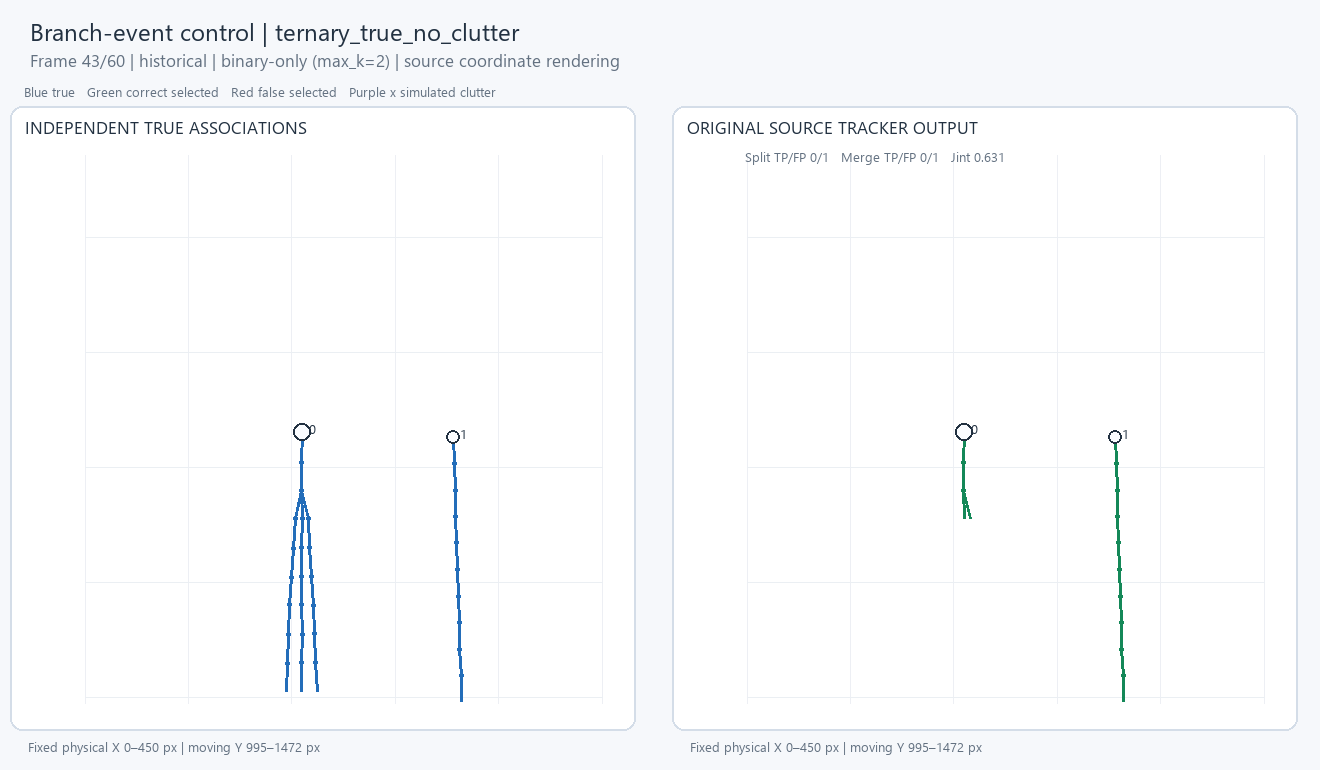 Branch-event control | ternary_true_no_clutter
Frame 43/60 | historical | binary-only (max_k=2) | source coordinate rendering
Blue true   Green correct selected   Red false selected   Purple x simulated clutter
INDEPENDENT TRUE ASSOCIATIONS
0
1
Fixed physical X 0–450 px | moving Y 995–1472 px
ORIGINAL SOURCE TRACKER OUTPUT
Split TP/FP 0/1   Merge TP/FP 0/1   Jint 0.631
0
1
Fixed physical X 0–450 px | moving Y 995–1472 px